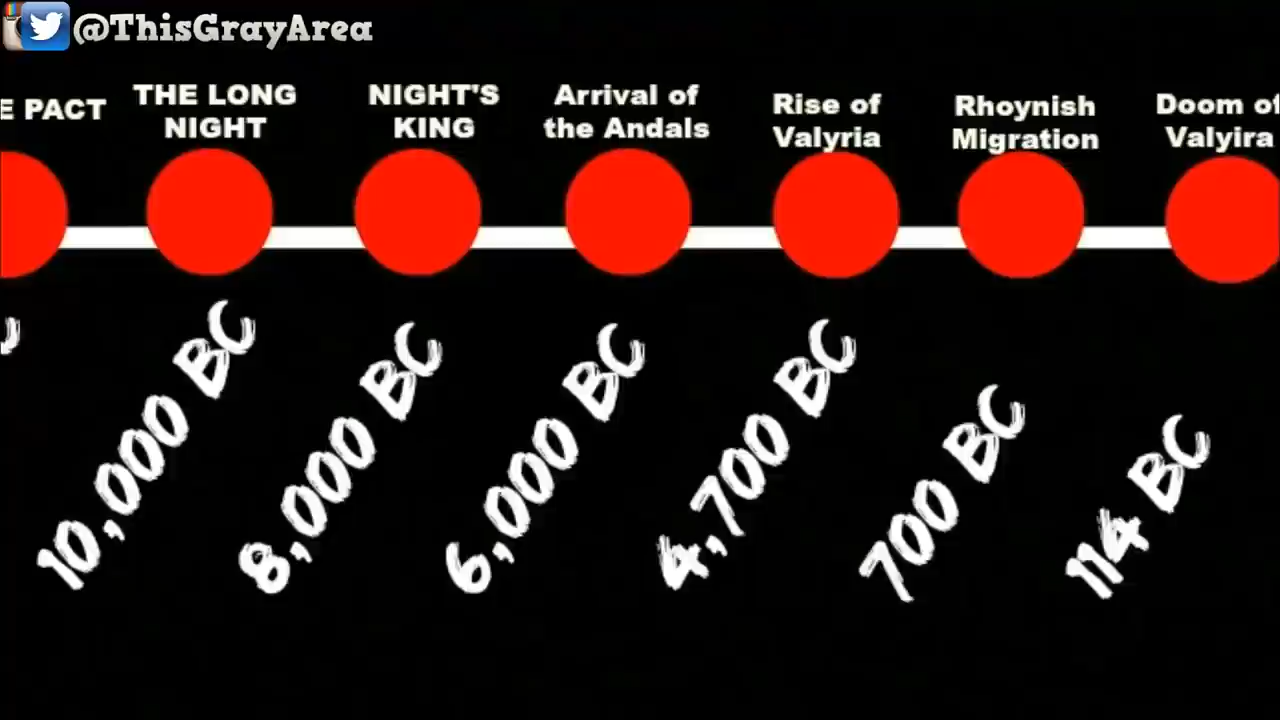 @ThisGrayArea
E PACT
THE LONG
NIGHT
NIGHT'S
KING
Arrival of
the Andals
Rise of
Valyria
Rhoynish
Migration
Doom of
Valyira
10,000 BC
8,000 BC
6,000 BC
4,700 BC
700 BC
114 BC